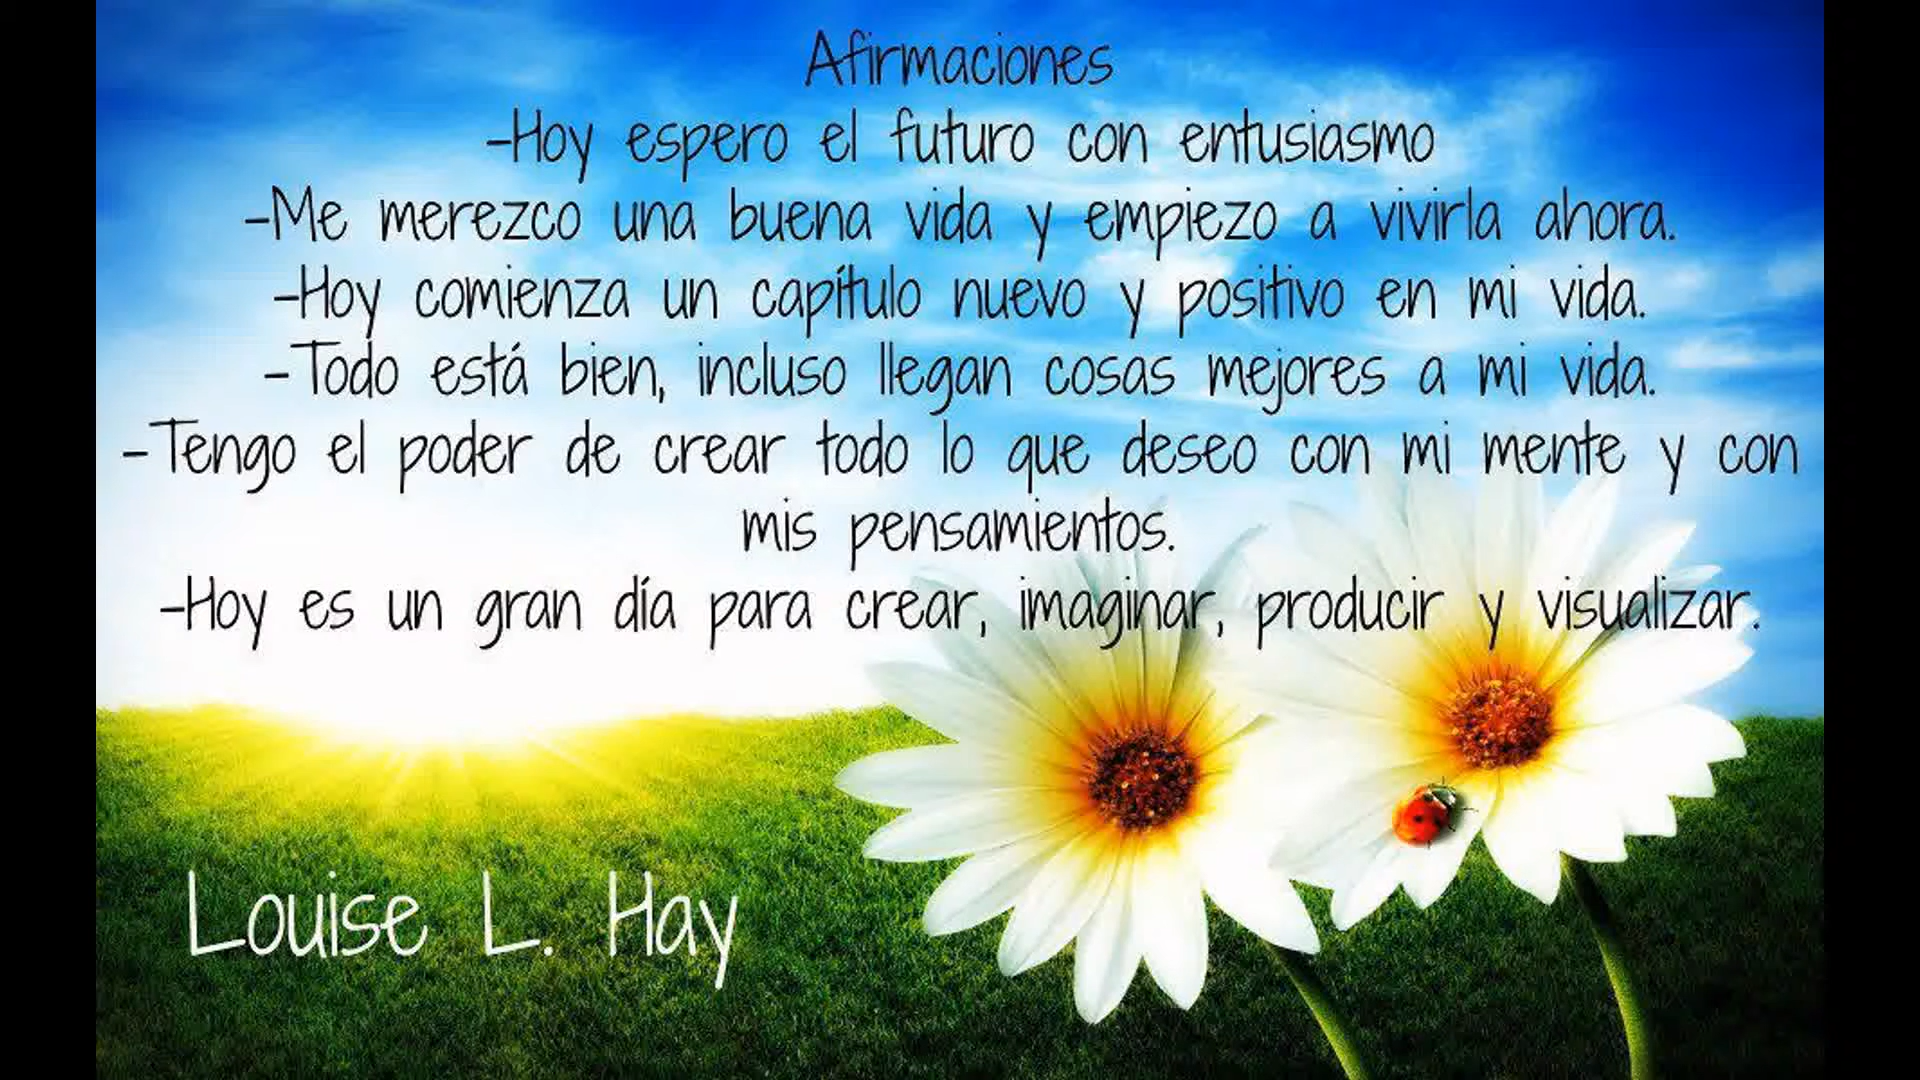 Afirmaciones
-Hoy espero el futuro con entusiasmo
-Me merezco una buena vida y empiezo a vivirla ahora.
-Hoy comienza un capítulo nuevo y positivo en mi vida.
-Todo está bien, incluso llegan cosas mejores a mi vida.
-Tengo el poder de crear todo lo que deseo con mi mente y con
mis pensamientos.
-Hoy es un gran día para crear, imaginar, producir y visualizar.
Louise L. Hay